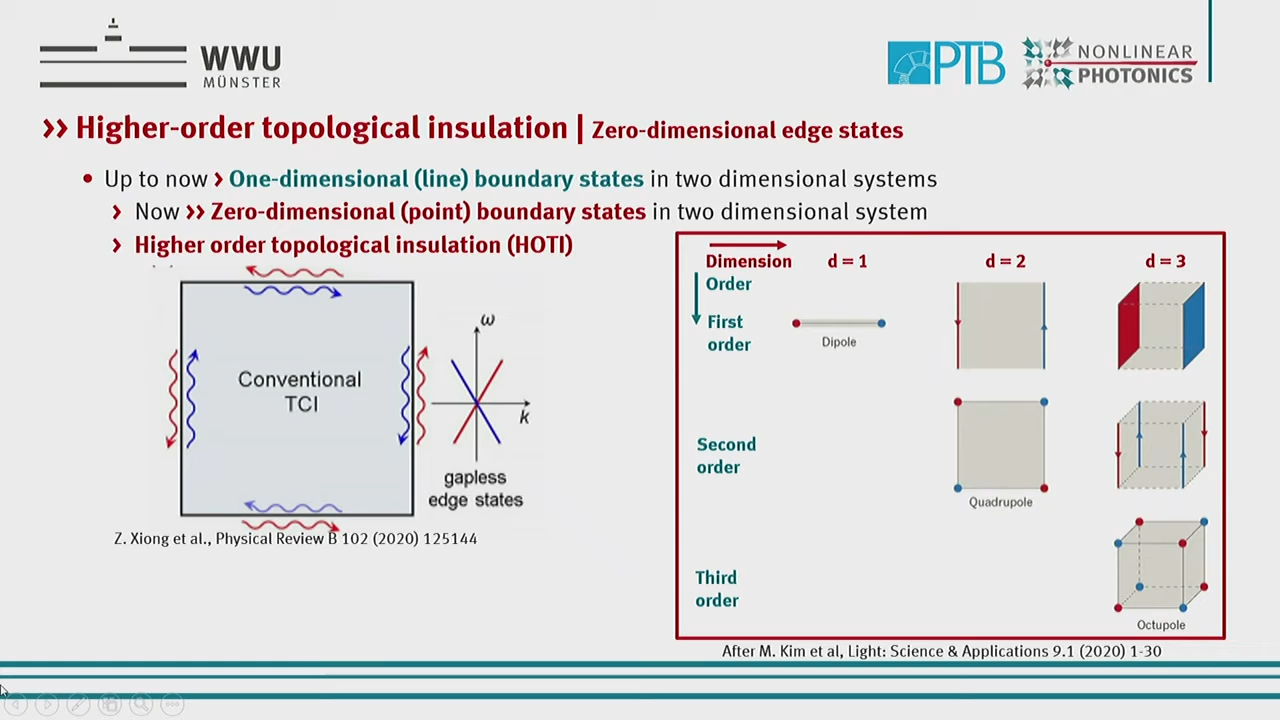 WWU
MÜNSTER
PTB
NONLINEAR
PHOTONICS
›› Higher-order topological insulation | Zero-dimensional edge states
• Up to now › One-dimensional (line) boundary states in two dimensional systems
› Now ›› Zero-dimensional (point) boundary states in two dimensional system
› Higher order topological insulation (HOTI)
Conventional
TCI
ω
k
gapless
edge states
Z. Xiong et al., Physical Review B 102 (2020) 125144
Dimension d = 1 d = 2 d = 3
Order
First
order
Dipole
Second
order
Quadrupole
Third
order
Octupole
After M. Kim et al, Light: Science & Applications 9.1 (2020) 1-30